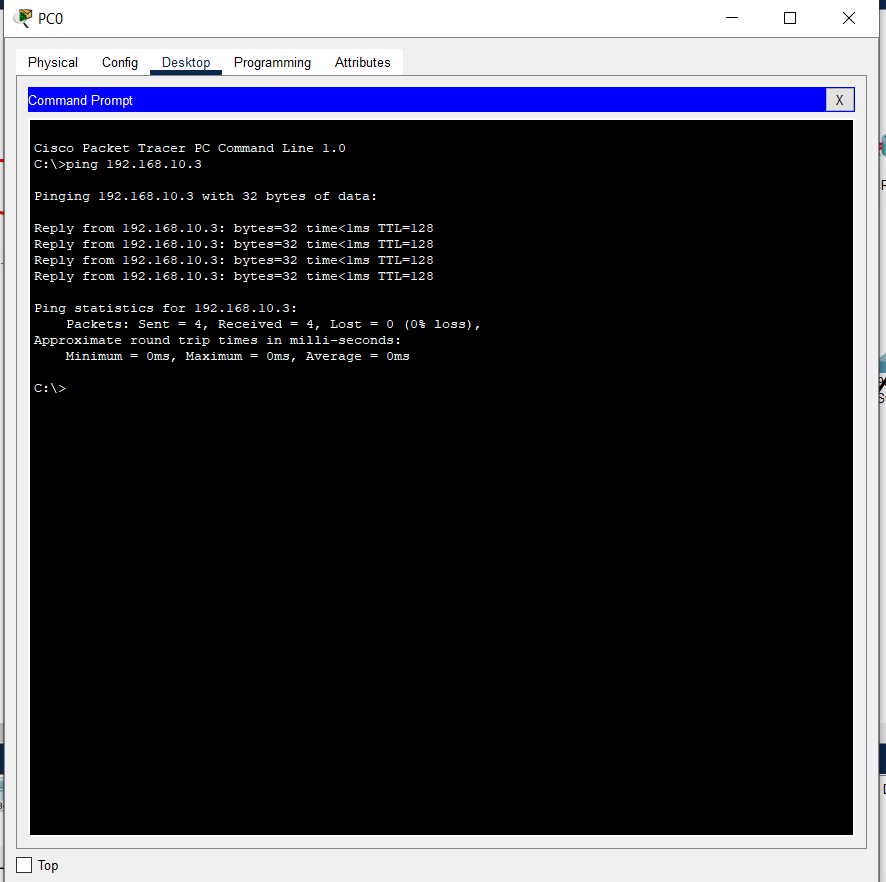 PC0
Physical Config Desktop Programming Attributes
Command Prompt X
Cisco Packet Tracer PC Command Line 1.0
C:\>ping 192.168.10.3
Pinging 192.168.10.3 with 32 bytes of data:
Reply from 192.168.10.3: bytes=32 time<1ms TTL=128
Reply from 192.168.10.3: bytes=32 time<1ms TTL=128
Reply from 192.168.10.3: bytes=32 time<1ms TTL=128
Reply from 192.168.10.3: bytes=32 time<1ms TTL=128
Ping statistics for 192.168.10.3:
Packets: Sent = 4, Received = 4, Lost = 0 (0% loss),
Approximate round trip times in milli-seconds:
Minimum = 0ms, Maximum = 0ms, Average = 0ms
C:\>
Top